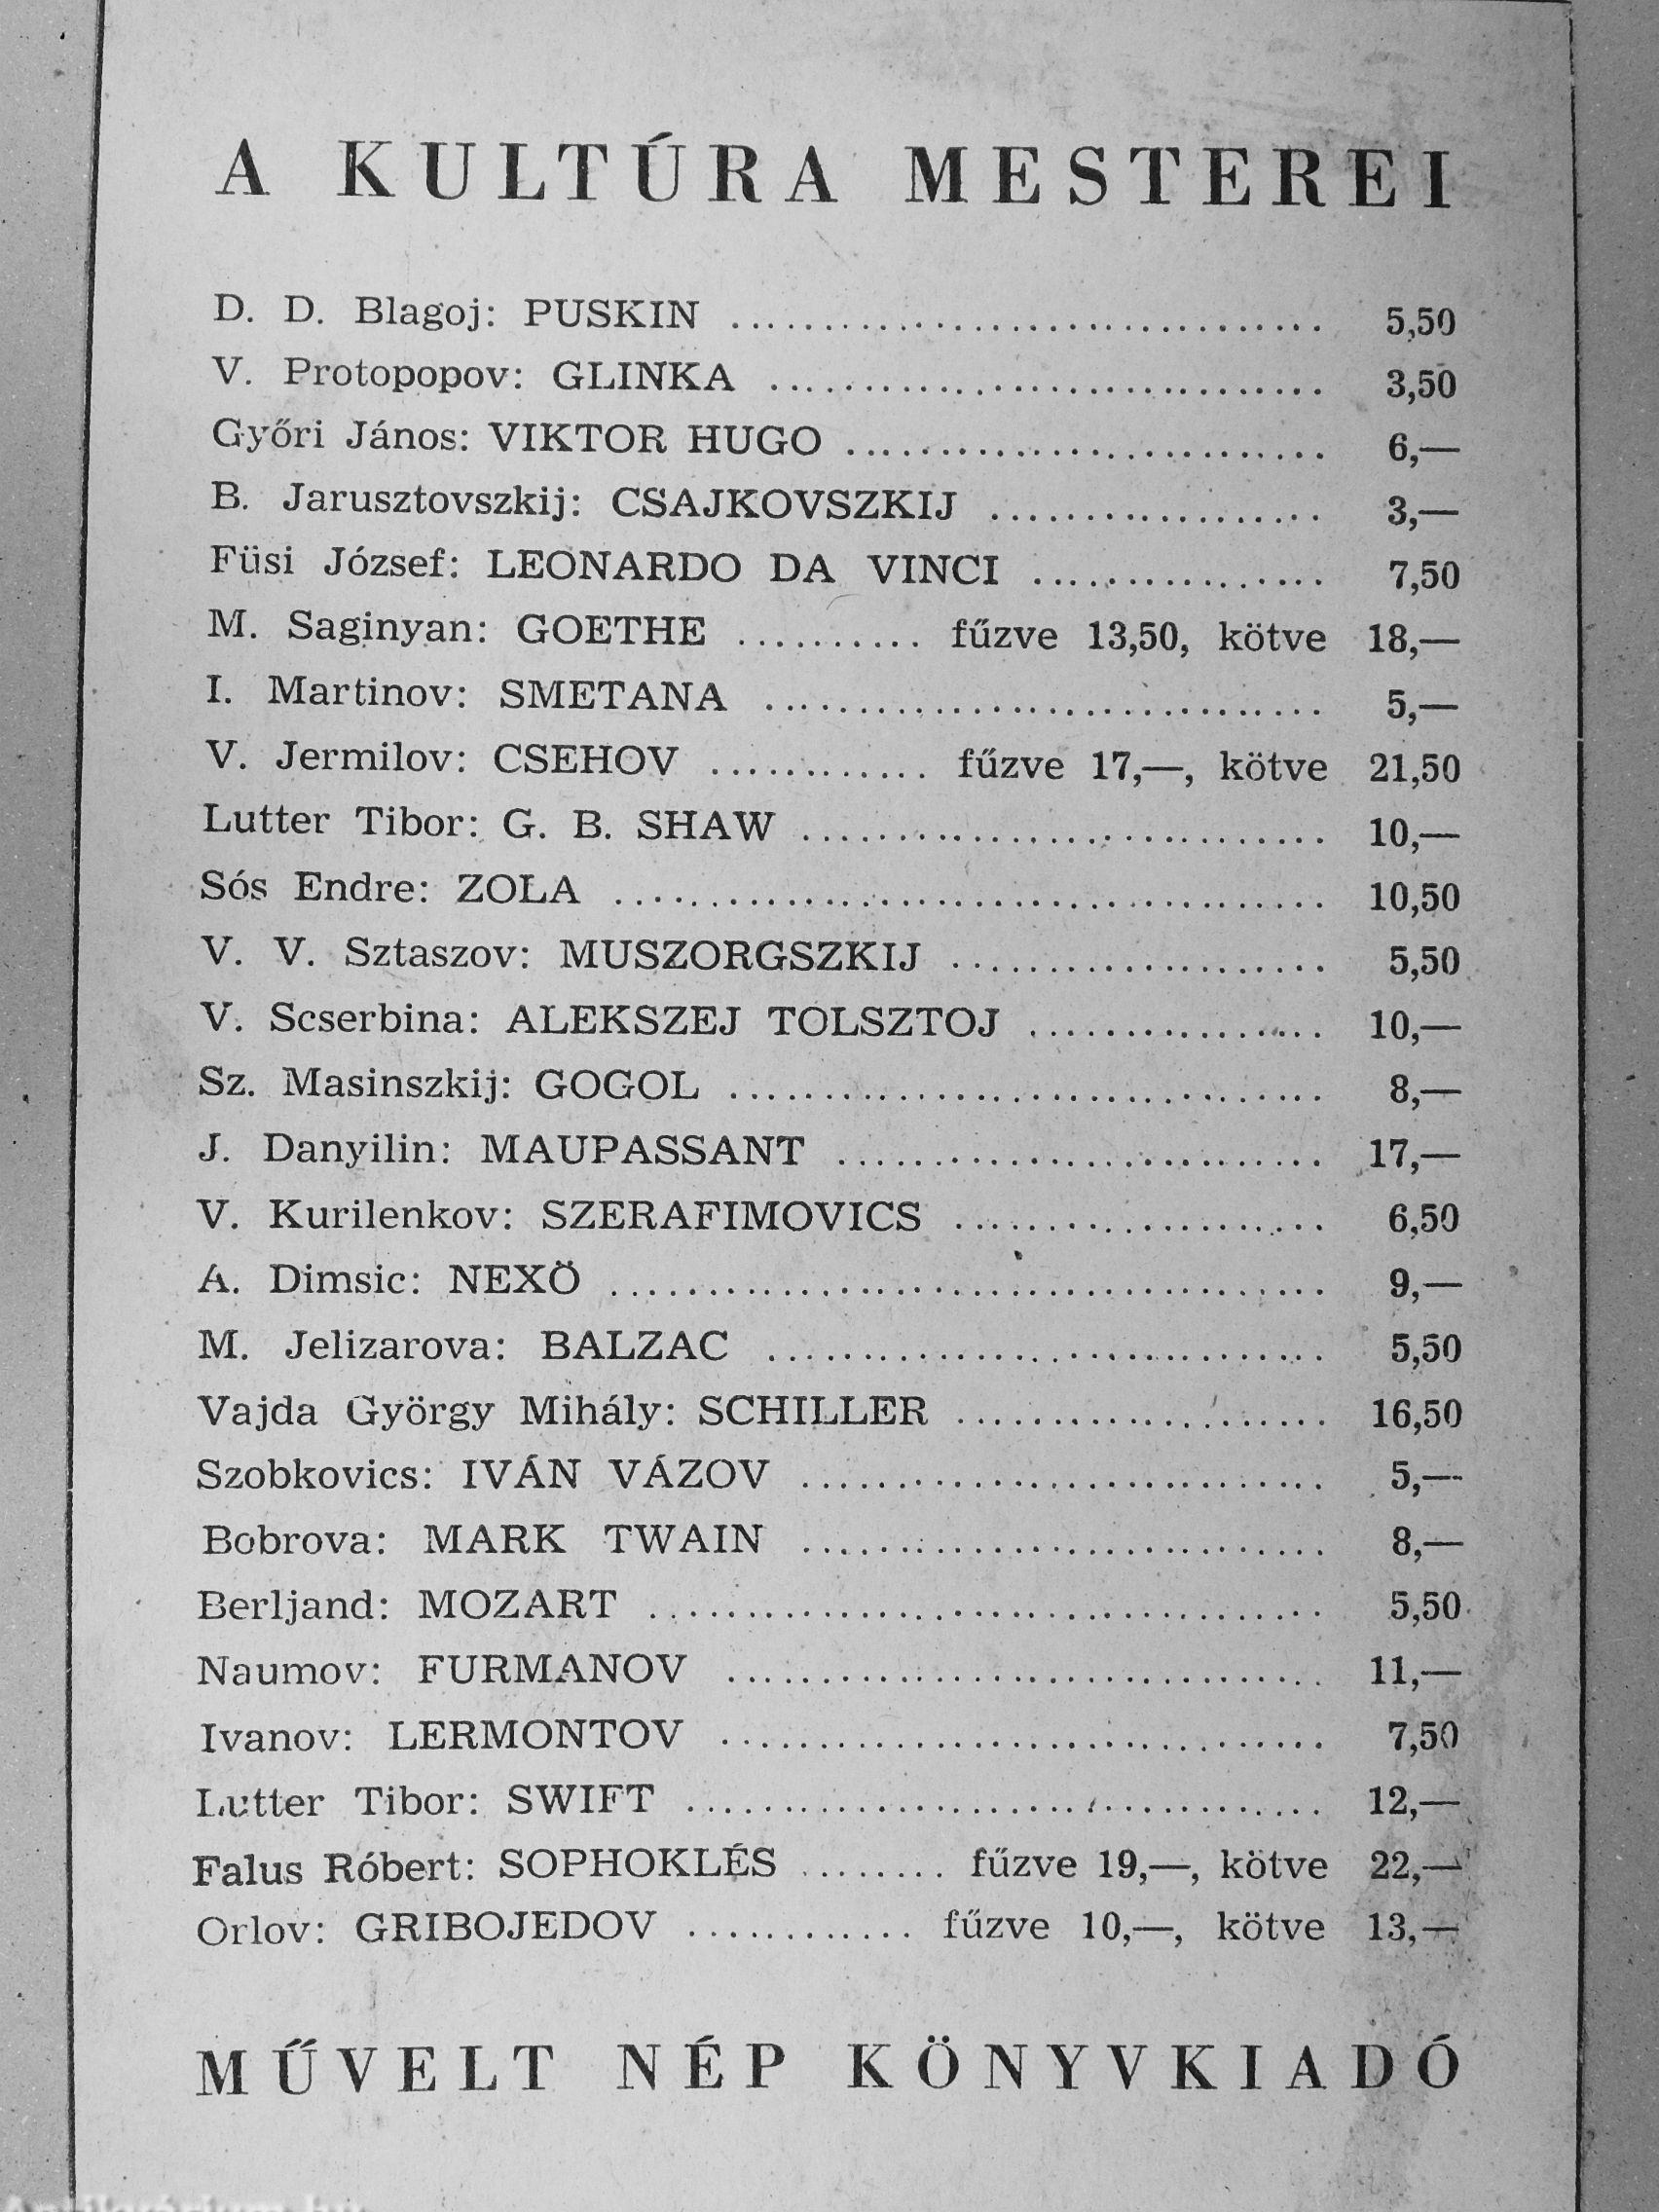 A KULTÚRA MESTEREI
D. D. Blagoj: PUSKIN ................................ 5,50
V. Protopopov: GLINKA .............................. 3,50
Győri János: VIKTOR HUGO .......................... 6,—
B. Jarusztovszkij: CSAJKOVSZKIJ .................. 3,—
Füsi József: LEONARDO DA VINCI ................ 7,50
M. Saginyan: GOETHE .......... fűzve 13,50, kötve 18,—
I. Martinov: SMETANA .............................. 5,—
V. Jermilov: CSEHOV ............ fűzve 17,—, kötve 21,50
Lutter Tibor: G. B. SHAW ............................ 10,—
Sós Endre: ZOLA ...................................... 10,50
V. V. Sztaszov: MUSZORGSZKIJ .................... 5,50
V. Scserbina: ALEKSZEJ TOLSZTOJ ................ 10,—
Sz. Masinszkij: GOGOL ................................ 8,—
J. Danyilin: MAUPASSANT .......................... 17,—
V. Kurilenkov: SZERAFIMOVICS .................... 6,50
A. Dimsic: NEXÖ ...................................... 9,—
M. Jelizarova: BALZAC .............................. 5,50
Vajda György Mihály: SCHILLER .................... 16,50
Szobkovics: IVÁN VÁZOV ............................ 5,—
Bobrova: MARK TWAIN ............................ 8,—
Berljand: MOZART .................................... 5,50
Naumov: FURMANOV ................................ 11,—
Ivanov: LERMONTOV ................................ 7,50
Lutter Tibor: SWIFT .................................. 12,—
Falus Róbert: SOPHOKLÉS ........ fűzve 19,—, kötve 22,—
Orlov: GRIBOJEDOV ............ fűzve 10,—, kötve 13,—
MŰVELT NÉP KÖNYVKIADÓ